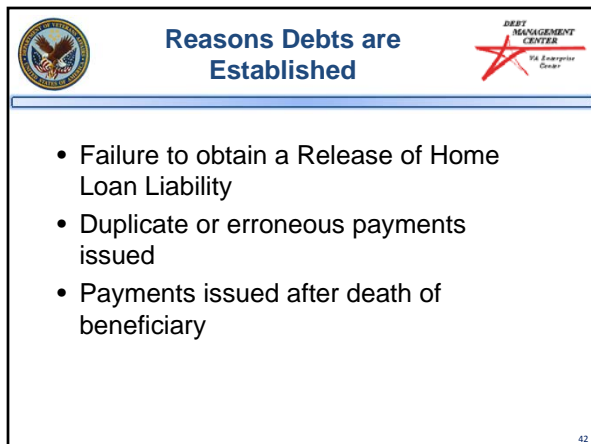 Reasons Debts are
Established
DEBT
MANAGEMENT
CENTER
VA Enterprise
Center
• Failure to obtain a Release of Home
Loan Liability
• Duplicate or erroneous payments
issued
• Payments issued after death of
beneficiary
42